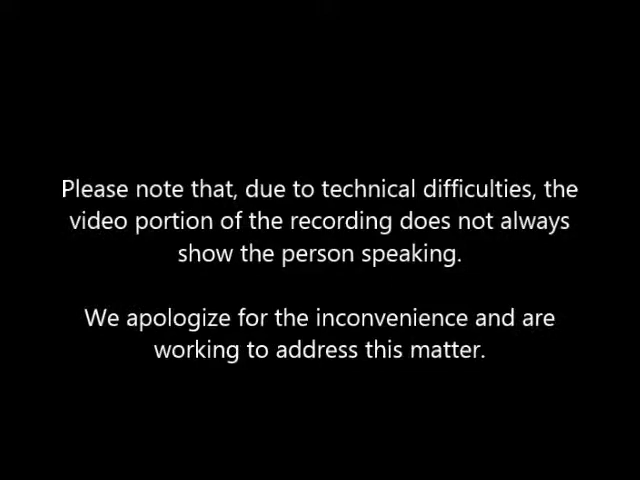 Please note that, due to technical difficulties, the
video portion of the recording does not always
show the person speaking.
We apologize for the inconvenience and are
working to address this matter.